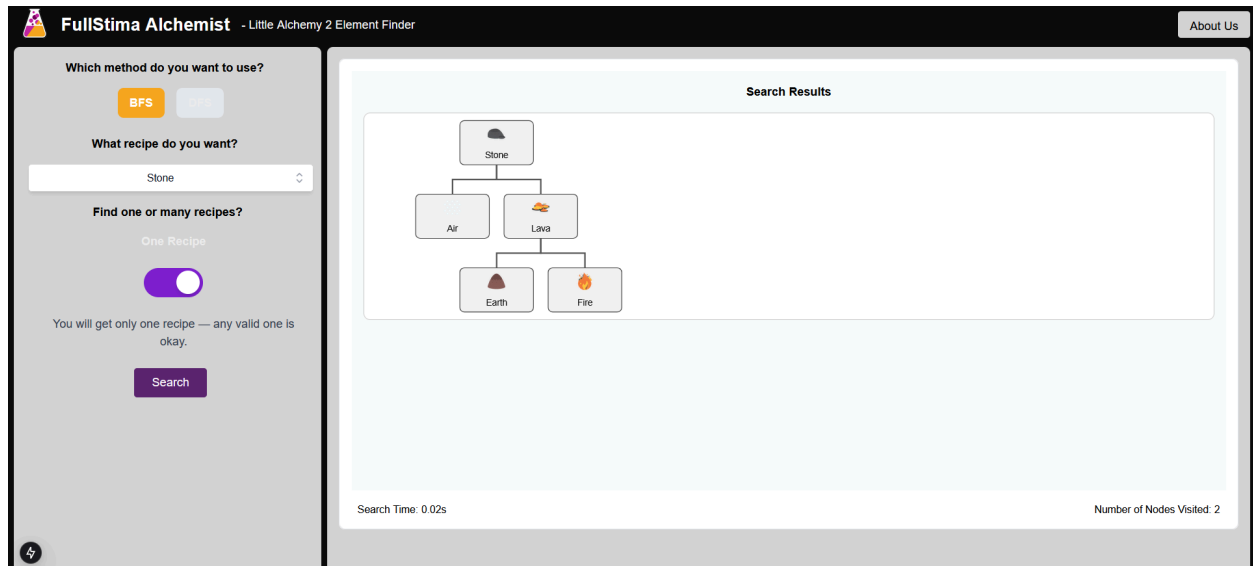 FullStima Alchemist - Little Alchemy 2 Element Finder
About Us
Which method do you want to use?
BFS
DFS
What recipe do you want?
Stone
Find one or many recipes?
One Recipe
You will get only one recipe — any valid one is
okay.
Search
Search Results
Stone
Air
Lava
Earth
Fire
Search Time: 0.02s
Number of Nodes Visited: 2